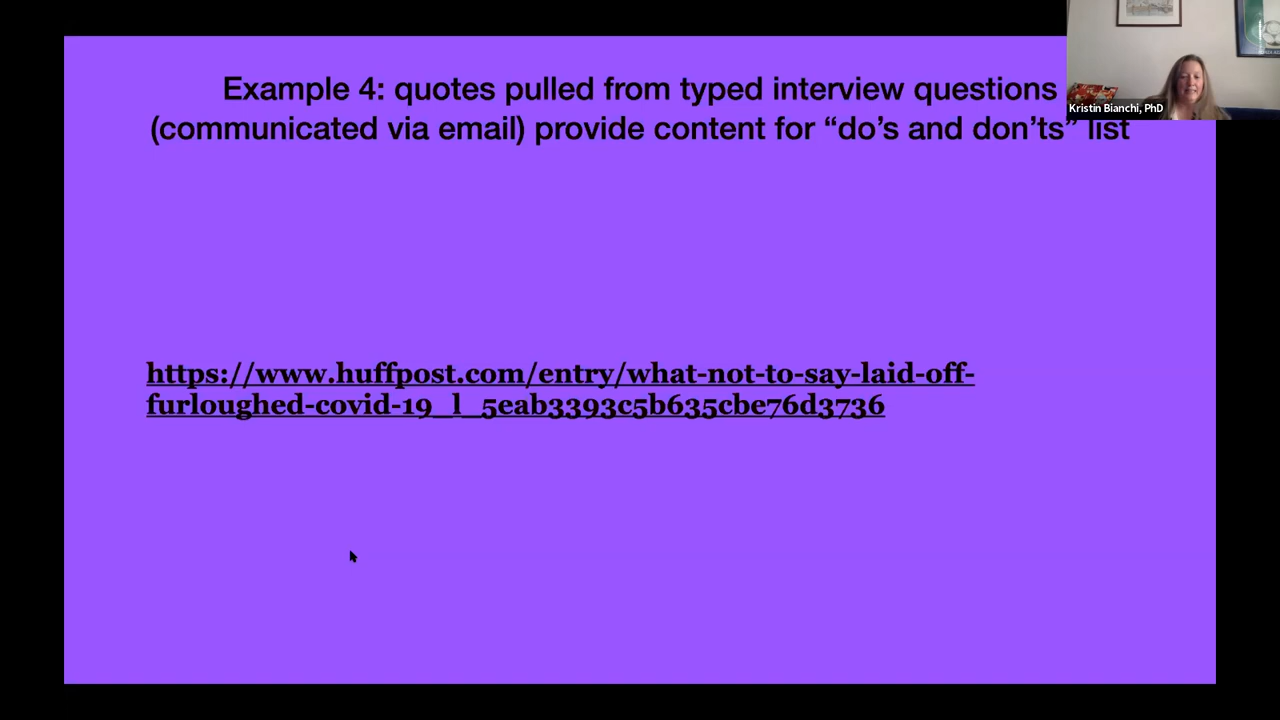 Example 4: quotes pulled from typed interview questions
(communicated via email) provide content for “do’s and don’ts” list
Kristin Bianchi, PhD
https://www.huffpost.com/entry/what-not-to-say-laid-off-
furloughed-covid-19_l_5eab3393c5b635cbe76d3736